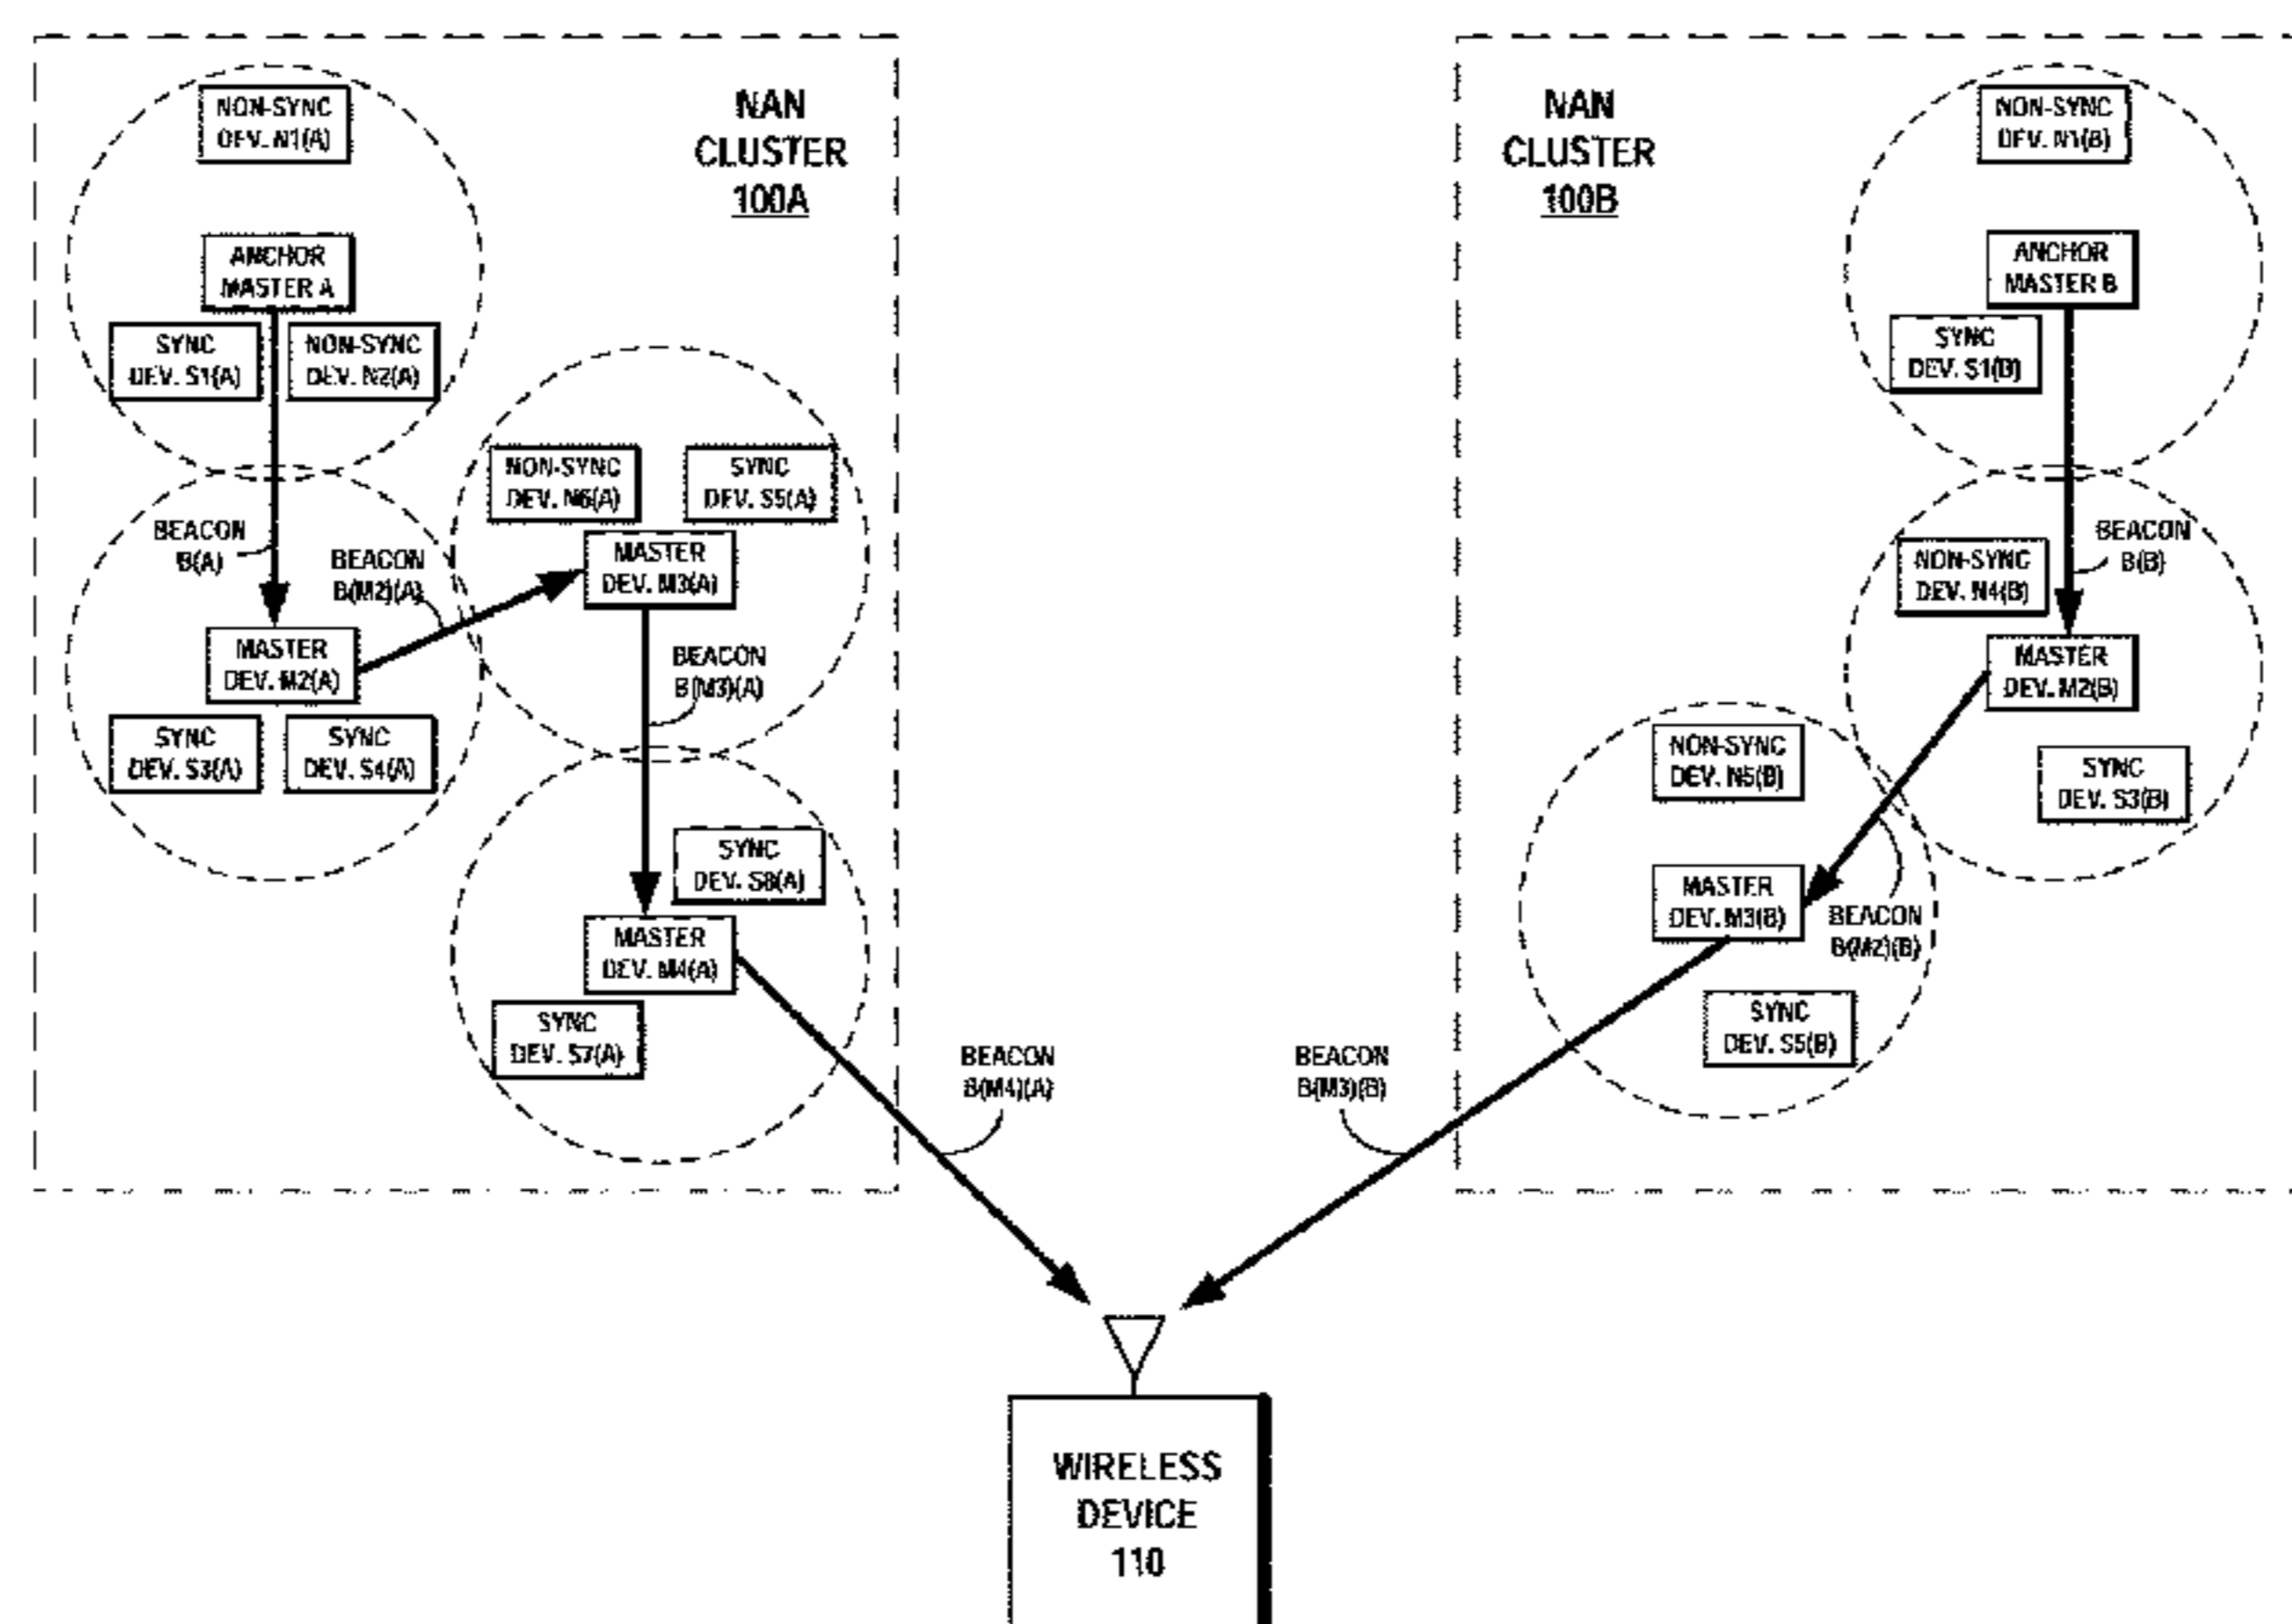 NAN
CLUSTER
100A
NON-SYNC
DEV. N1(A)
ANCHOR
MASTER A
SYNC
DEV. S1(A)
NON-SYNC
DEV. N2(A)
BEACON
B(A)
BEACON
B(M2)(A)
NON-SYNC
DEV. N6(A)
SYNC
DEV. S5(A)
MASTER
DEV. M3(A)
MASTER
DEV. M2(A)
BEACON
B(M3)(A)
SYNC
DEV. S3(A)
SYNC
DEV. S4(A)
SYNC
DEV. S8(A)
MASTER
DEV. M4(A)
SYNC
DEV. S7(A)
BEACON
B(M4)(A)
NAN
CLUSTER
100B
NON-SYNC
DEV. N1(B)
ANCHOR
MASTER B
SYNC
DEV. S1(B)
BEACON
B(B)
NON-SYNC
DEV. N4(B)
MASTER
DEV. M2(B)
NON-SYNC
DEV. N5(B)
SYNC
DEV. S3(B)
MASTER
DEV. M3(B)
BEACON
B(M2)(B)
SYNC
DEV. S5(B)
BEACON
B(M3)(B)
WIRELESS
DEVICE
110